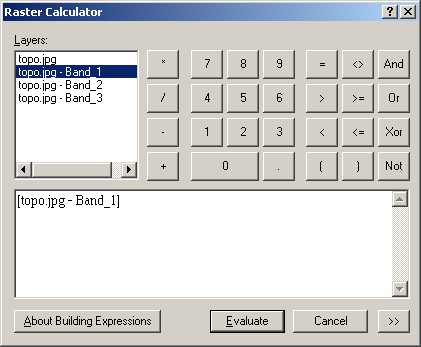 Raster Calculator
Layers:
topo.jpg
topo.jpg - Band_1
topo.jpg - Band_2
topo.jpg - Band_3
* 7 8 9 = <> And
/ 4 5 6 > >= Or
- 1 2 3 < <= Xor
+ 0 . ( ) Not
[topo.jpg - Band_1]
About Building Expressions Evaluate Cancel >>